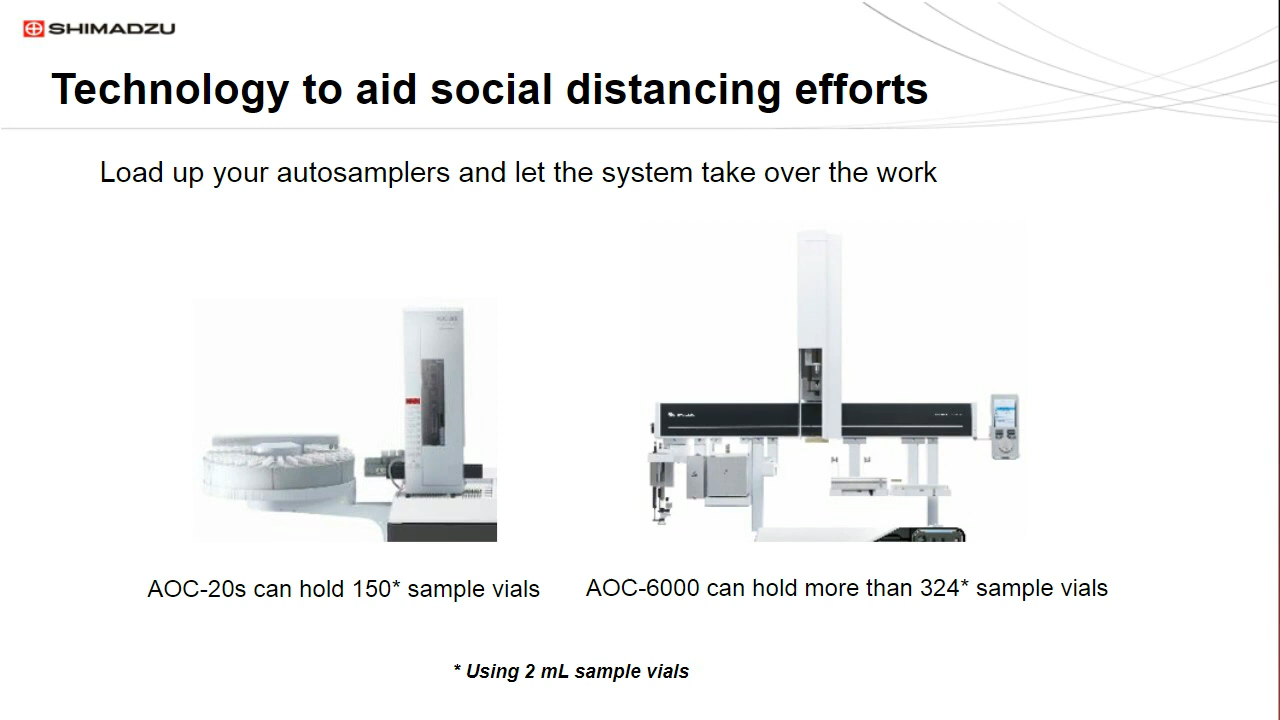 SHIMADZU
Technology to aid social distancing efforts
Load up your autosamplers and let the system take over the work
AOC-20s can hold 150* sample vials
AOC-6000 can hold more than 324* sample vials
* Using 2 mL sample vials